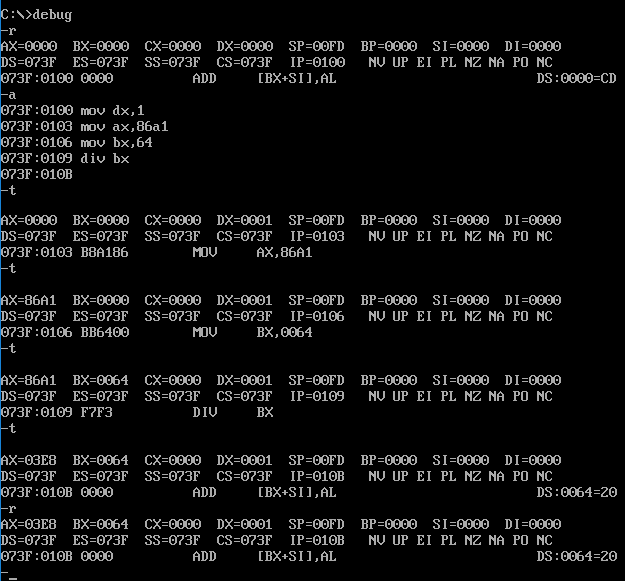 C:\>debug
-r
AX=0000  BX=0000  CX=0000  DX=0000  SP=00FD  BP=0000  SI=0000  DI=0000
DS=073F  ES=073F  SS=073F  CS=073F  IP=0100   NV UP EI PL NZ NA PO NC
073F:0100 0000          ADD     [BX+SI],AL                         DS:0000=CD
-a
073F:0100 mov dx,1
073F:0103 mov ax,86a1
073F:0106 mov bx,64
073F:0109 div bx
073F:010B
-t
AX=0000  BX=0000  CX=0000  DX=0001  SP=00FD  BP=0000  SI=0000  DI=0000
DS=073F  ES=073F  SS=073F  CS=073F  IP=0103   NV UP EI PL NZ NA PO NC
073F:0103 B8A186        MOV     AX,86A1
-t
AX=86A1  BX=0000  CX=0000  DX=0001  SP=00FD  BP=0000  SI=0000  DI=0000
DS=073F  ES=073F  SS=073F  CS=073F  IP=0106   NV UP EI PL NZ NA PO NC
073F:0106 BB6400        MOV     BX,0064
-t
AX=86A1  BX=0064  CX=0000  DX=0001  SP=00FD  BP=0000  SI=0000  DI=0000
DS=073F  ES=073F  SS=073F  CS=073F  IP=0109   NV UP EI PL NZ NA PO NC
073F:0109 F7F3          DIV     BX
-t
AX=03E8  BX=0064  CX=0000  DX=0001  SP=00FD  BP=0000  SI=0000  DI=0000
DS=073F  ES=073F  SS=073F  CS=073F  IP=010B   NV UP EI PL NZ NA PO NC
073F:010B 0000          ADD     [BX+SI],AL                         DS:0064=20
-r
AX=03E8  BX=0064  CX=0000  DX=0001  SP=00FD  BP=0000  SI=0000  DI=0000
DS=073F  ES=073F  SS=073F  CS=073F  IP=010B   NV UP EI PL NZ NA PO NC
073F:010B 0000          ADD     [BX+SI],AL                         DS:0064=20
-_